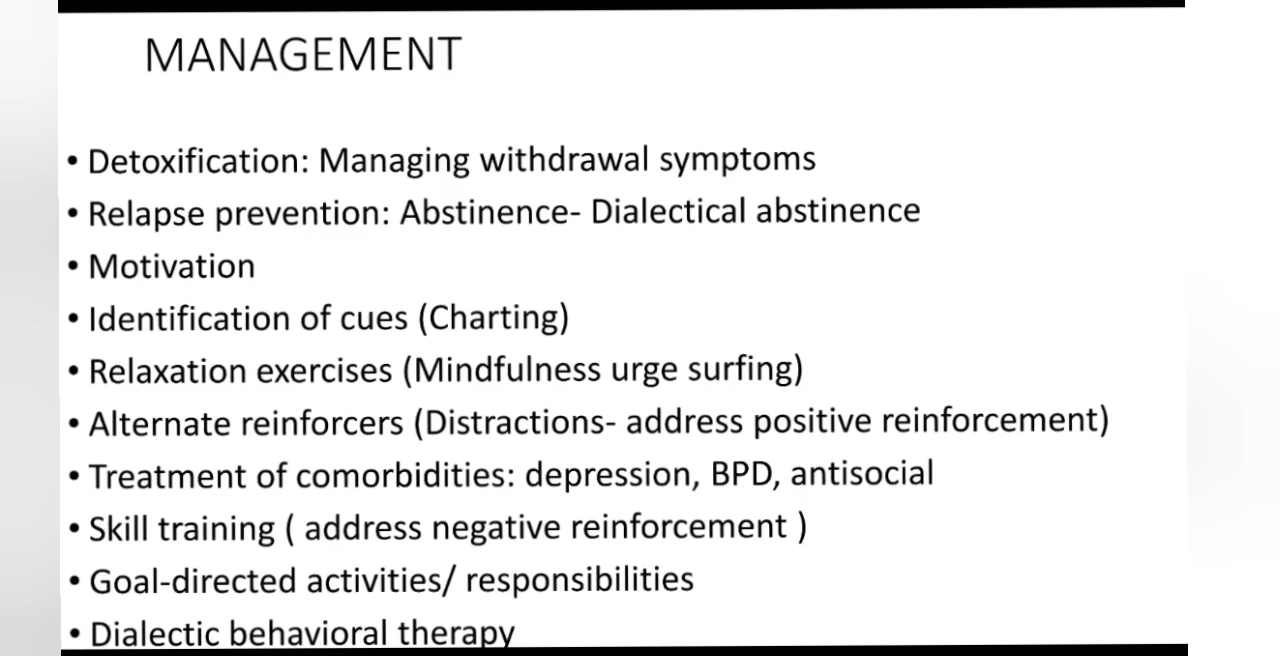 MANAGEMENT
• Detoxification: Managing withdrawal symptoms
• Relapse prevention: Abstinence- Dialectical abstinence
• Motivation
• Identification of cues (Charting)
• Relaxation exercises (Mindfulness urge surfing)
• Alternate reinforcers (Distractions- address positive reinforcement)
• Treatment of comorbidities: depression, BPD, antisocial
• Skill training ( address negative reinforcement )
• Goal-directed activities/ responsibilities
• Dialectic behavioral therapy